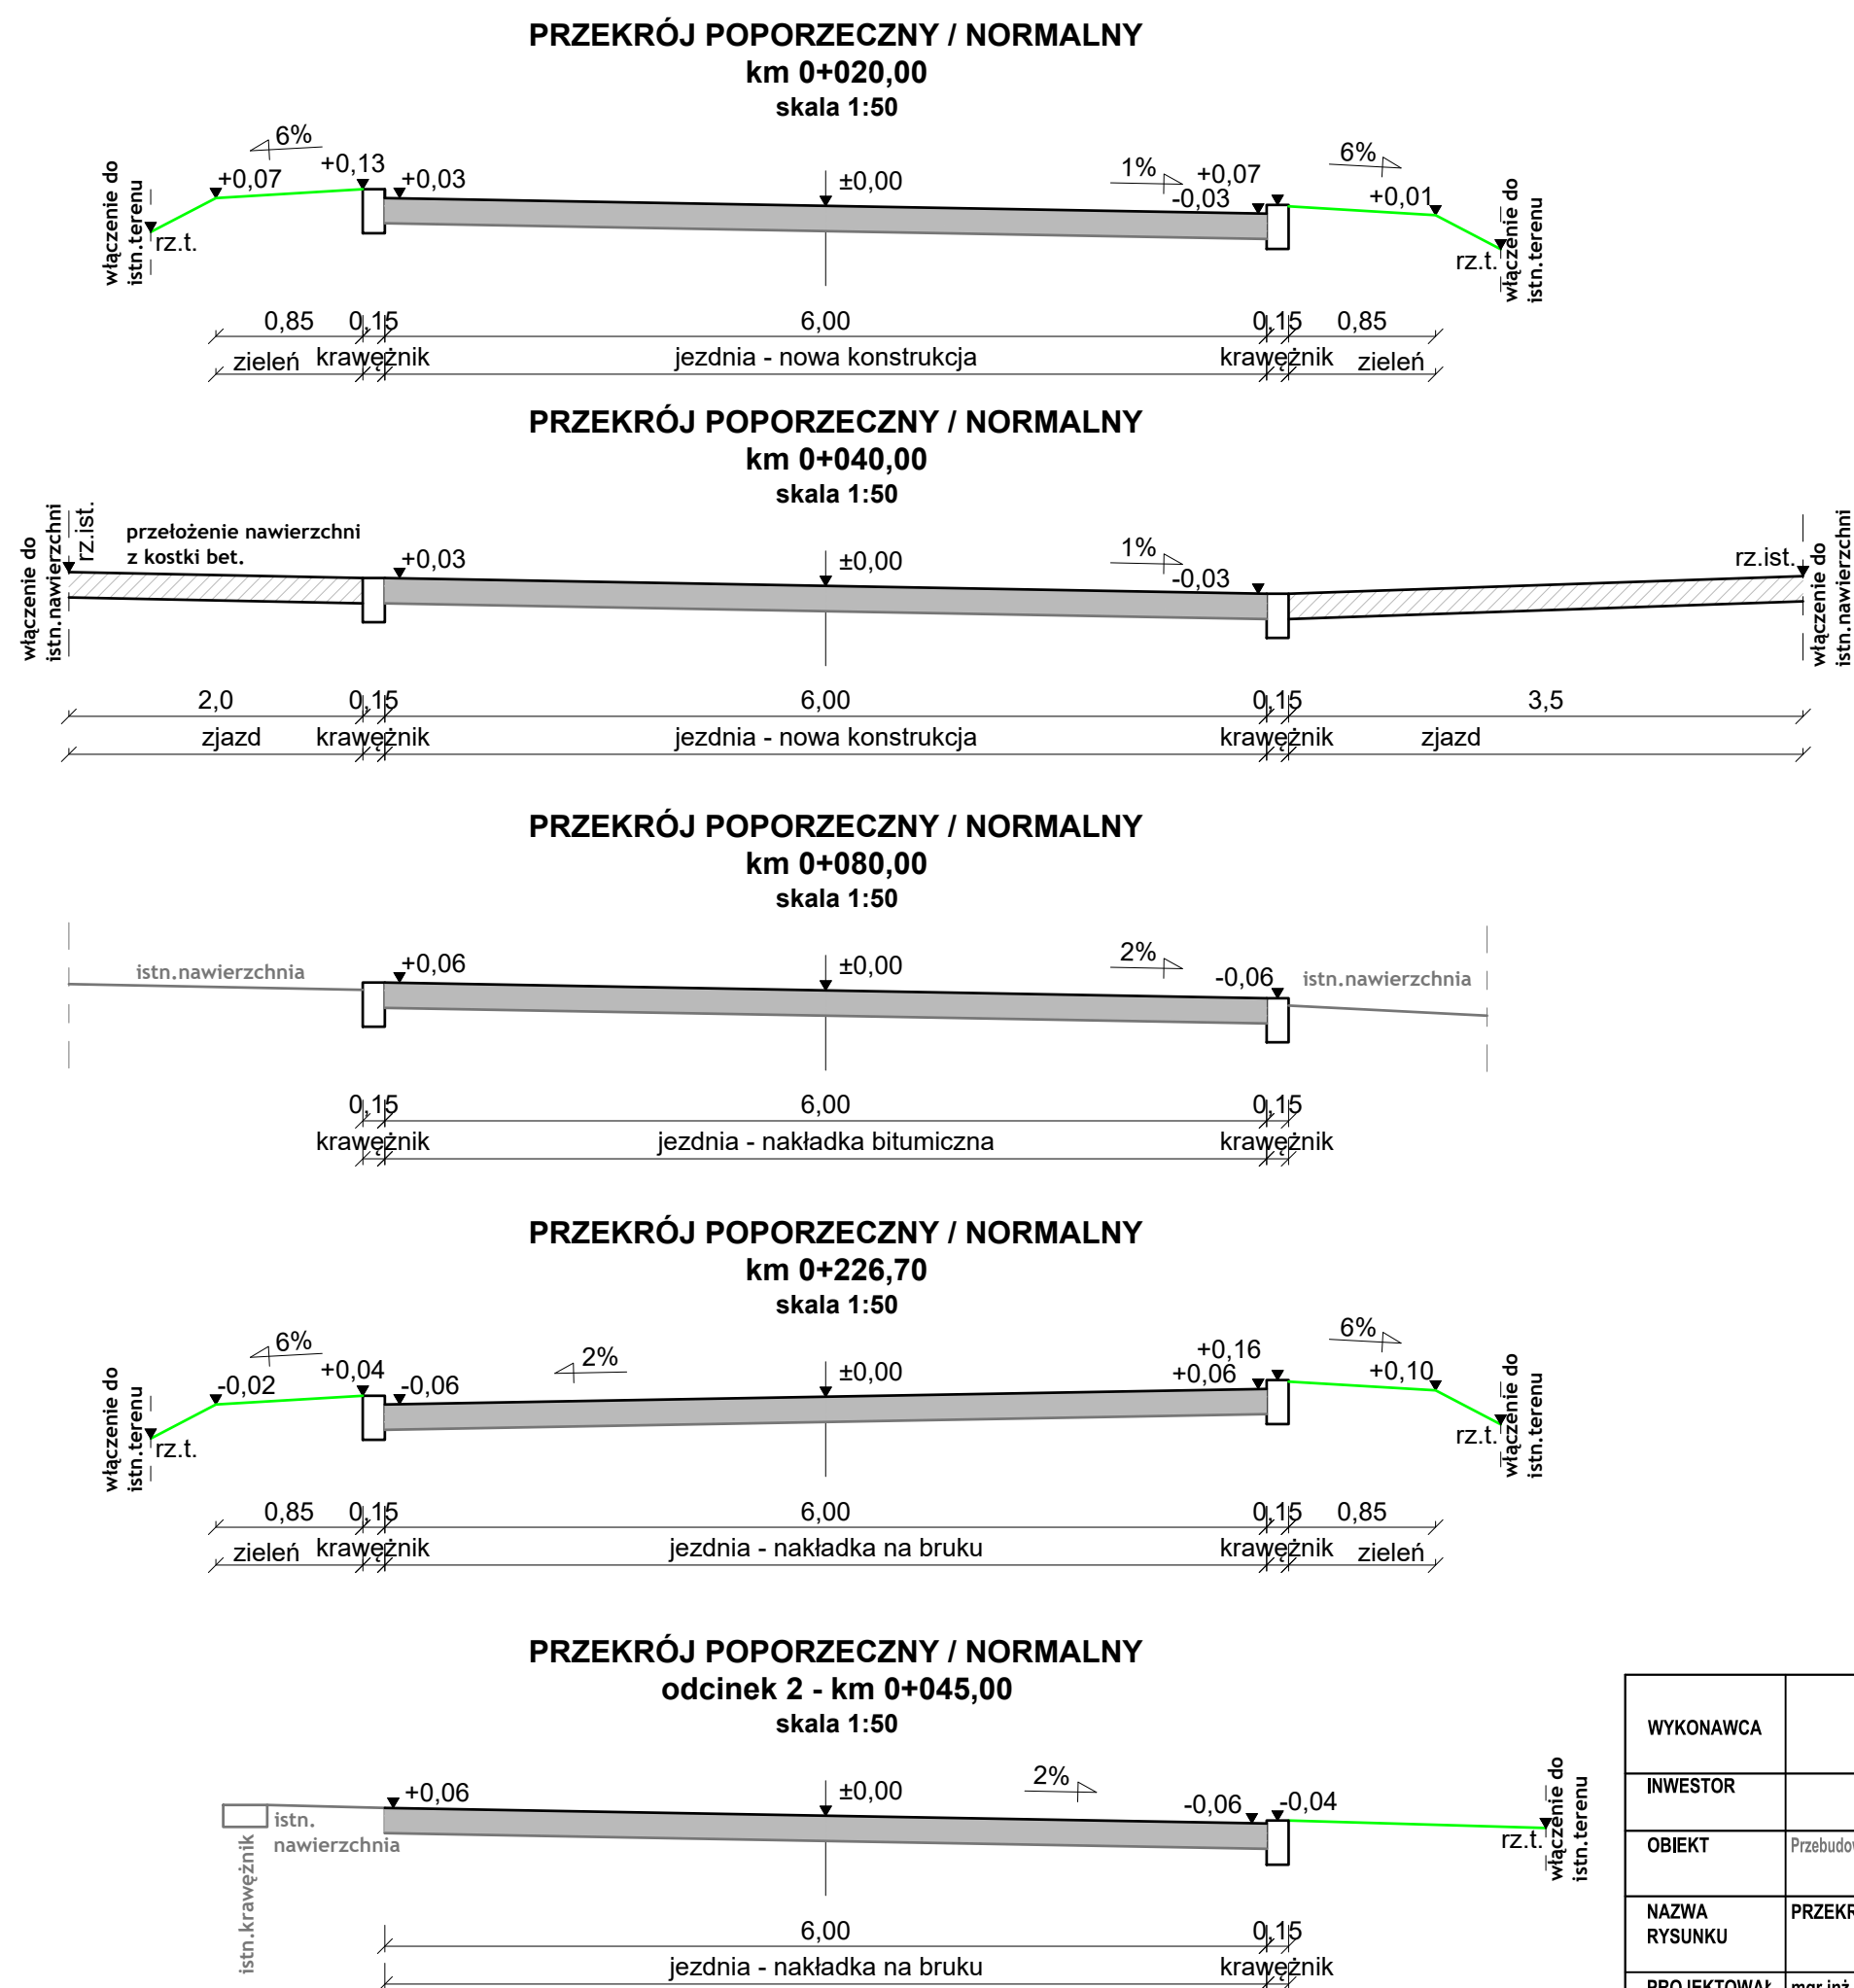 PRZEKRÓJ POPORZECZNY / NORMALNY
km 0+020,00
skala 1:50
włączenie do
istn.terenu
rz.t.
+0,07
6%
+0,13
+0,03
±0,00
1%
+0,07
-0,03
6%
+0,01
rz.t.
włączenie do
istn.terenu
0,85 0,15 6,00 0,15 0,85
zieleń krawężnik jezdnia - nowa konstrukcja krawężnik zieleń
PRZEKRÓJ POPORZECZNY / NORMALNY
km 0+040,00
skala 1:50
włączenie do
istn.nawierzchni
rz.ist.
przełożenie nawierzchni
z kostki bet.
+0,03
±0,00
1%
-0,03
rz.ist.
włączenie do
istn.nawierzchni
2,0 0,15 6,00 0,15 3,5
zjazd krawężnik jezdnia - nowa konstrukcja krawężnik zjazd
PRZEKRÓJ POPORZECZNY / NORMALNY
km 0+080,00
skala 1:50
istn.nawierzchnia
+0,06
±0,00
2%
-0,06
istn.nawierzchnia
0,15 6,00 0,15
krawężnik jezdnia - nakładka bitumiczna krawężnik
PRZEKRÓJ POPORZECZNY / NORMALNY
km 0+226,70
skala 1:50
włączenie do
istn.terenu
rz.t.
-0,02
6%
+0,04
-0,06
2%
±0,00
+0,16
+0,06
6%
+0,10
rz.t.
włączenie do
istn.terenu
0,85 0,15 6,00 0,15 0,85
zieleń krawężnik jezdnia - nakładka na bruku krawężnik zieleń
PRZEKRÓJ POPORZECZNY / NORMALNY
odcinek 2 - km 0+045,00
skala 1:50
istn.krawężnik
istn.
nawierzchnia
+0,06
±0,00
2%
-0,06
-0,04
rz.t.
włączenie do
istn.terenu
6,00 0,15
jezdnia - nakładka na bruku krawężnik
WYKONAWCA
INWESTOR
OBIEKT Przebudow
NAZWA PRZEKR
RYSUNKU
PROJEKTOWAŁ mgr inż